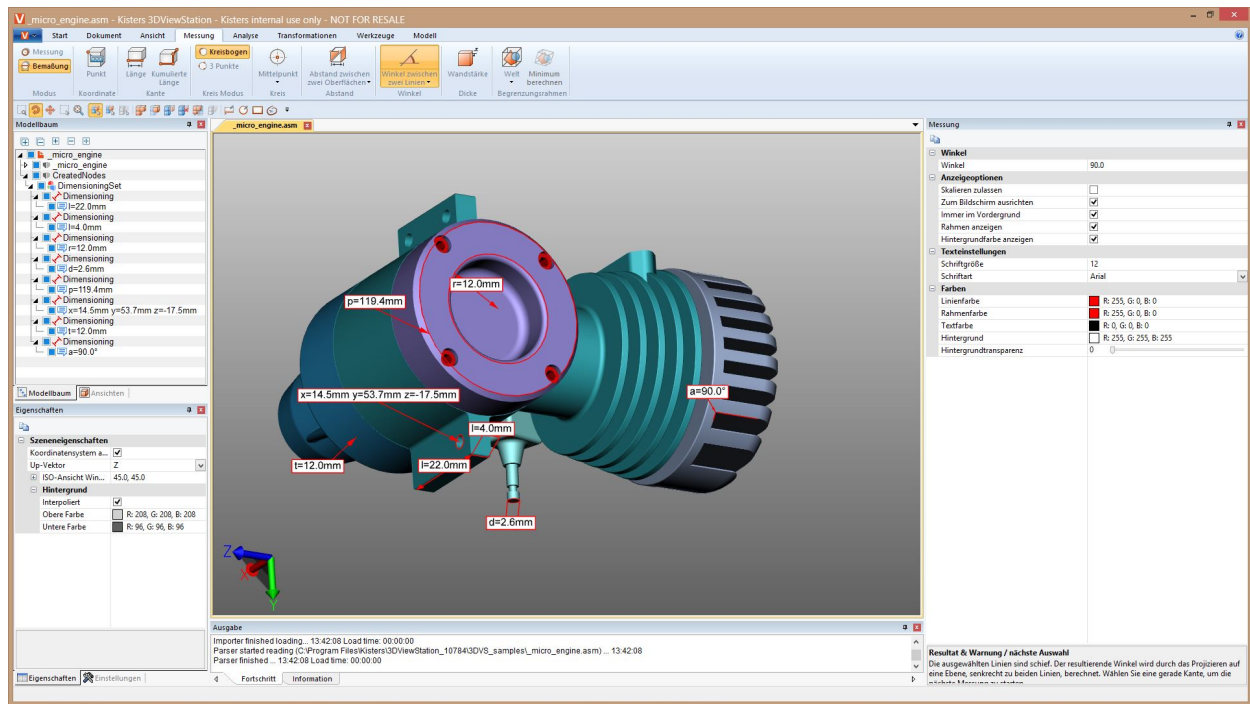 _micro_engine.asm - Kisters 3DViewStation - Kisters internal use only - NOT FOR RESALE
Start Dokument Ansicht Messung Analyse Transformationen Werkzeuge Modell
Messung
Bemaßung
Modus
Punkt
Koordinate
Länge
Kumulierte
Länge
Kante
Kreisbogen
3 Punkte
Kreis Modus
Mittelpunkt
Kreis
Abstand zwischen
zwei Oberflächen
Abstand
Winkel zwischen
zwei Linien
Winkel
Wandstärke
Dicke
Welt
Minimum
berechnen
Begrenzungsrahmen
Modellbaum
_micro_engine
_micro_engine
CreatedNodes
DimensioningSet
Dimensioning
l=22.0mm
Dimensioning
l=4.0mm
Dimensioning
r=12.0mm
Dimensioning
d=2.6mm
Dimensioning
p=119.4mm
Dimensioning
x=14.5mm y=53.7mm z=-17.5mm
Dimensioning
t=12.0mm
Dimensioning
a=90.0°
Modellbaum Ansichten
Eigenschaften
Szeneneigenschaften
Koordinatensystem a...
Up-Vektor Z
ISO-Ansicht Win... 45.0, 45.0
Hintergrund
Interpoliert
Obere Farbe R: 208, G: 208, B: 208
Untere Farbe R: 96, G: 96, B: 96
Eigenschaften Einstellungen
_micro_engine.asm
r=12.0mm
p=119.4mm
x=14.5mm y=53.7mm z=-17.5mm
a=90.0°
l=4.0mm
t=12.0mm
l=22.0mm
d=2.6mm
Z
X
Y
Ausgabe
Importer finished loading... 13:42:08 Load time: 00:00:00
Parser started reading (C:\Program Files\Kisters\3DViewStation_10784\3DVS_samples\_micro_engine.asm) ... 13:42:08
Parser finished ... 13:42:08 Load time: 00:00:00
Fortschritt Information
Messung
Winkel
Winkel 90.0
Anzeigeoptionen
Skalieren zulassen
Zum Bildschirm ausrichten
Immer im Vordergrund
Rahmen anzeigen
Hintergrundfarbe anzeigen
Texteinstellungen
Schriftgröße 12
Schriftart Arial
Farben
Linienfarbe R: 255, G: 0, B: 0
Rahmenfarbe R: 255, G: 0, B: 0
Textfarbe R: 0, G: 0, B: 0
Hintergrund R: 255, G: 255, B: 255
Hintergrundtransparenz 0
Resultat & Warnung / nächste Auswahl
Die ausgewählten Linien sind schief. Der resultierende Winkel wird durch das Projizieren auf
eine Ebene, senkrecht zu beiden Linien, berechnet. Wählen Sie eine gerade Kante, um die